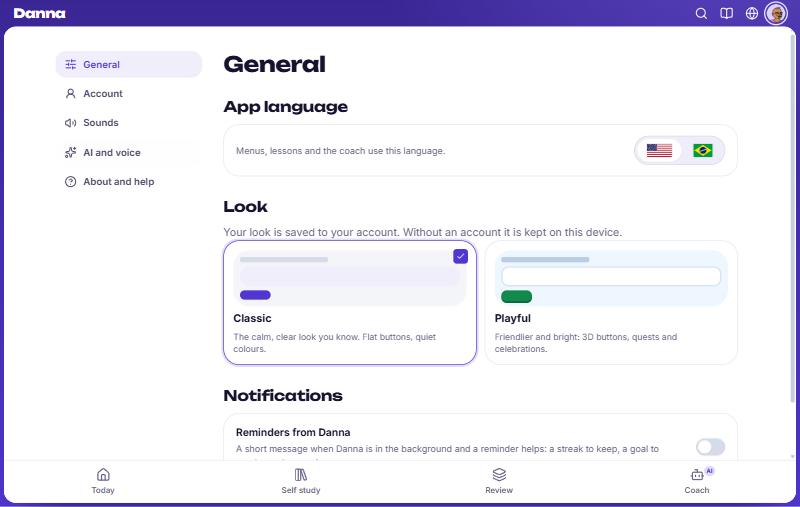 Danna
General
Account
Sounds
AI and voice
About and help
General
App language
Menus, lessons and the coach use this language.
Look
Your look is saved to your account. Without an account it is kept on this device.
Classic
The calm, clear look you know. Flat buttons, quiet
colours.
Playful
Friendlier and bright: 3D buttons, quests and
celebrations.
Notifications
Reminders from Danna
A short message when Danna is in the background and a reminder helps: a streak to keep, a goal to
Today
Self study
Review
Coach
AI